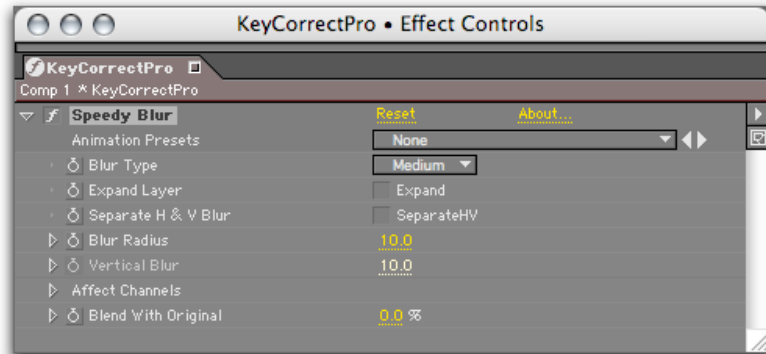 KeyCorrectPro • Effect Controls
KeyCorrectPro
Comp 1 * KeyCorrectPro
Speedy Blur Reset About...
Animation Presets None
Blur Type Medium
Expand Layer Expand
Separate H & V Blur SeparateHV
Blur Radius 10.0
Vertical Blur 10.0
Affect Channels
Blend With Original 0.0 %